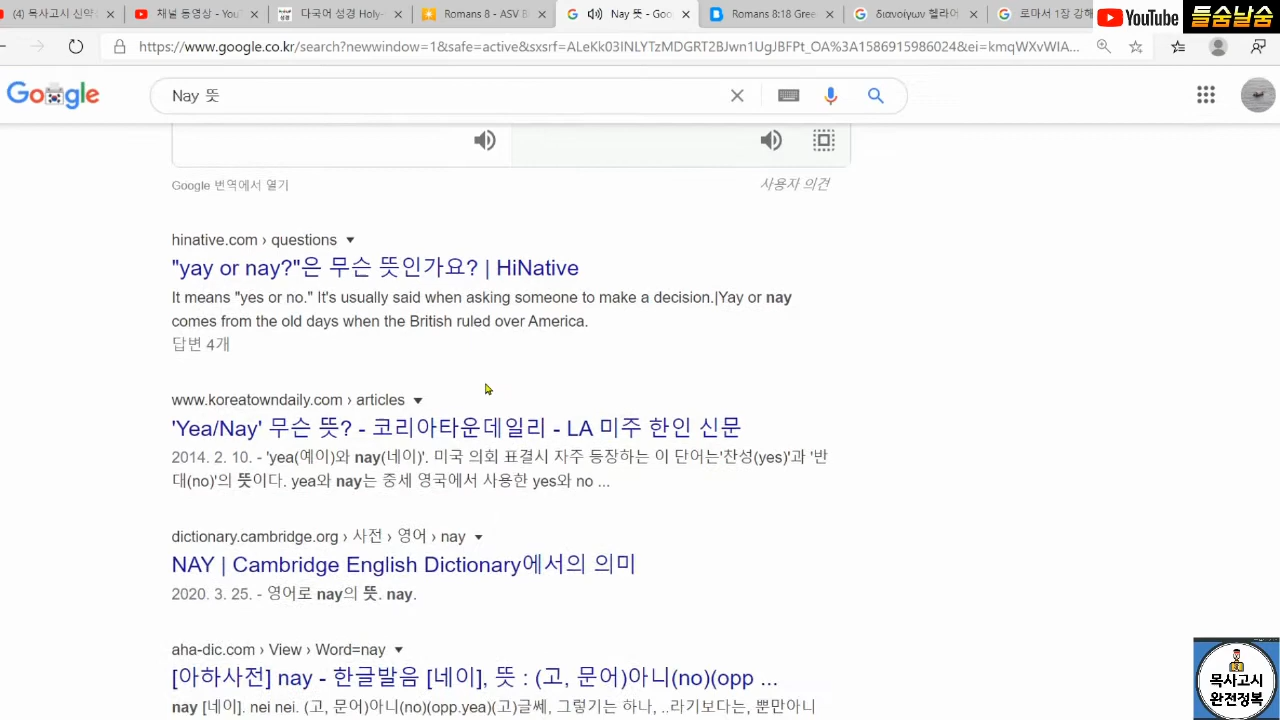 (4) 목사고시 신약
채널 동영상 - YouT
다국어 성경 Holy-
Romans 8
Nay 뜻 - Goo
Romans 8:38 Gree
διανοίγων 헬라어
로마서 1장 강해
YouTube
들숨날숨
https://www.google.co.kr/search?newwindow=1&safe=active&sxsrf=ALeKk03INLYTzMDGRT2BJwn1UgJBFPt_OA%3A1586915986024&ei=kmqWXvWIA...
Google
Nay 뜻
Google 번역에서 열기
사용자 의견
hinative.com › questions
"yay or nay?"은 무슨 뜻인가요? | HiNative
It means "yes or no." It's usually said when asking someone to make a decision.|Yay or nay
comes from the old days when the British ruled over America.
답변 4개
www.koreatowndaily.com › articles
'Yea/Nay' 무슨 뜻? - 코리아타운데일리 - LA 미주 한인 신문
2014. 2. 10. - 'yea(예이)와 nay(네이)'. 미국 의회 표결시 자주 등장하는 이 단어는'찬성(yes)'과 '반
대(no)'의 뜻이다. yea와 nay는 중세 영국에서 사용한 yes와 no ...
dictionary.cambridge.org › 사전 › 영어 › nay
NAY | Cambridge English Dictionary에서의 의미
2020. 3. 25. - 영어로 nay의 뜻. nay.
aha-dic.com › View › Word=nay
[아하사전] nay - 한글발음 [네이], 뜻 : (고, 문어)아니(no)(opp ...
nay [네이]. nei nei. (고, 문어)아니(no)(opp.yea)(고)글쎄, 그렇기는 하나, ..라기보다는, 뿐만아니
목사고시
완전정복